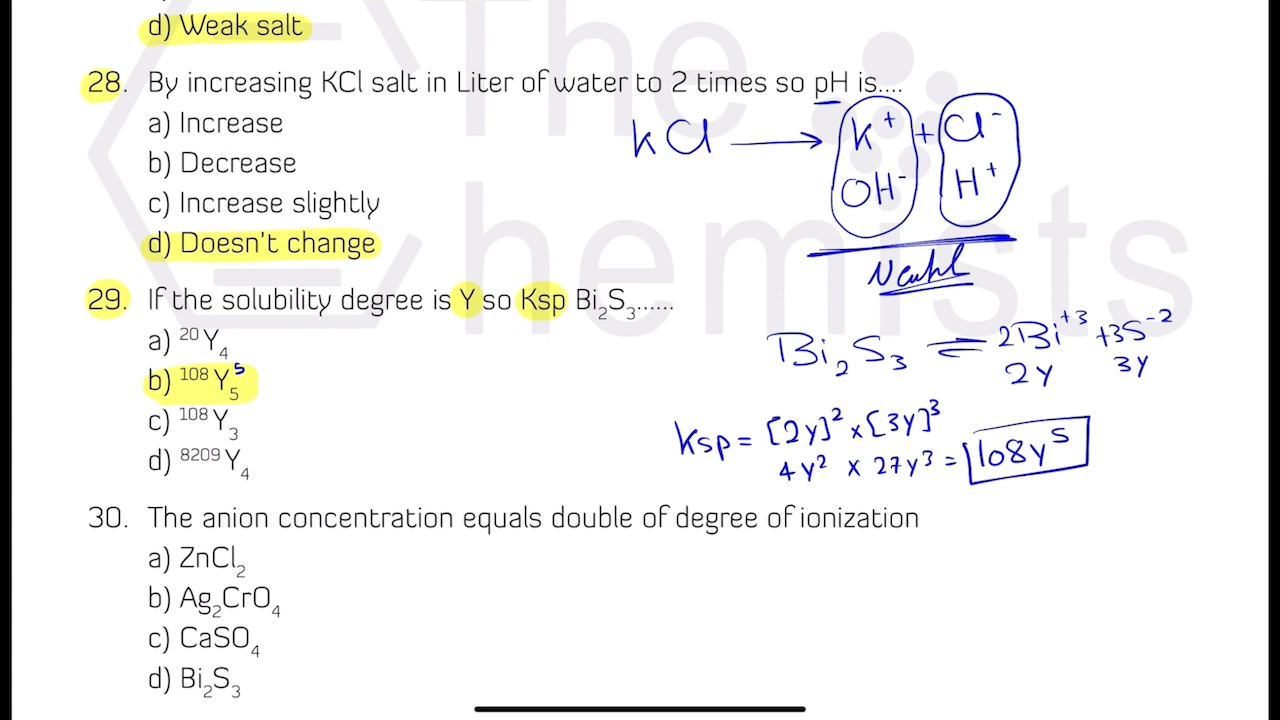 d) Weak salt
28. By increasing KCl salt in Liter of water to 2 times so pH is....
a) Increase
b) Decrease
c) Increase slightly
d) Doesn't change
KCl → K⁺ + Cl⁻
OH⁻ H⁺
Neutral
29. If the solubility degree is Y so Ksp Bi₂S₃......
a) ²⁰Y₄
b) ¹⁰⁸Y₅⁵
c) ¹⁰⁸Y₃
d) ⁸²⁰⁹Y₄
Bi₂S₃ ⇌ 2Bi⁺³ + 3S⁻²
2Y 3Y
Ksp = [2y]² x [3y]³
4y² x 27y³ = 108y⁵
30. The anion concentration equals double of degree of ionization
a) ZnCl₂
b) Ag₂CrO₄
c) CaSO₄
d) Bi₂S₃
The
Chemists